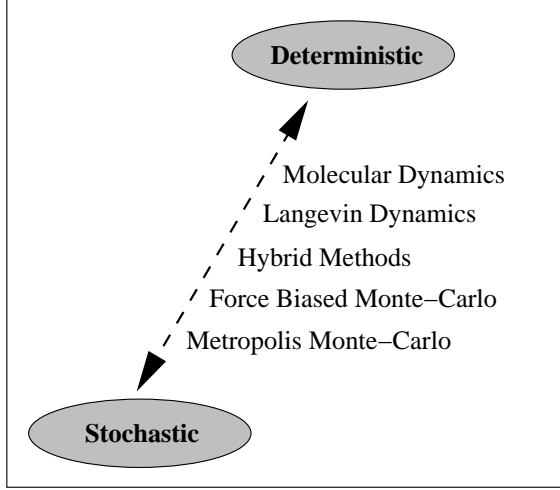 Deterministic
Molecular Dynamics
Langevin Dynamics
Hybrid Methods
Force Biased Monte−Carlo
Metropolis Monte−Carlo
Stochastic